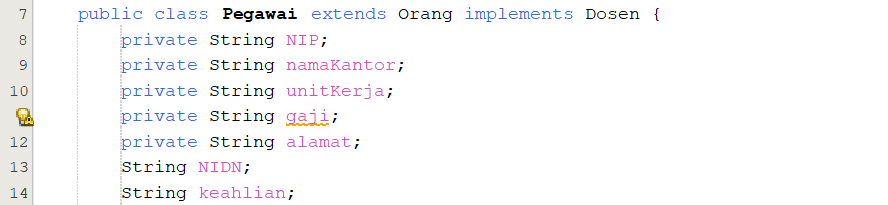 7 public class Pegawai extends Orang implements Dosen {
8 private String NIP;
9 private String namaKantor;
10 private String unitKerja;
private String gaji;
12 private String alamat;
13 String NIDN;
14 String keahlian;